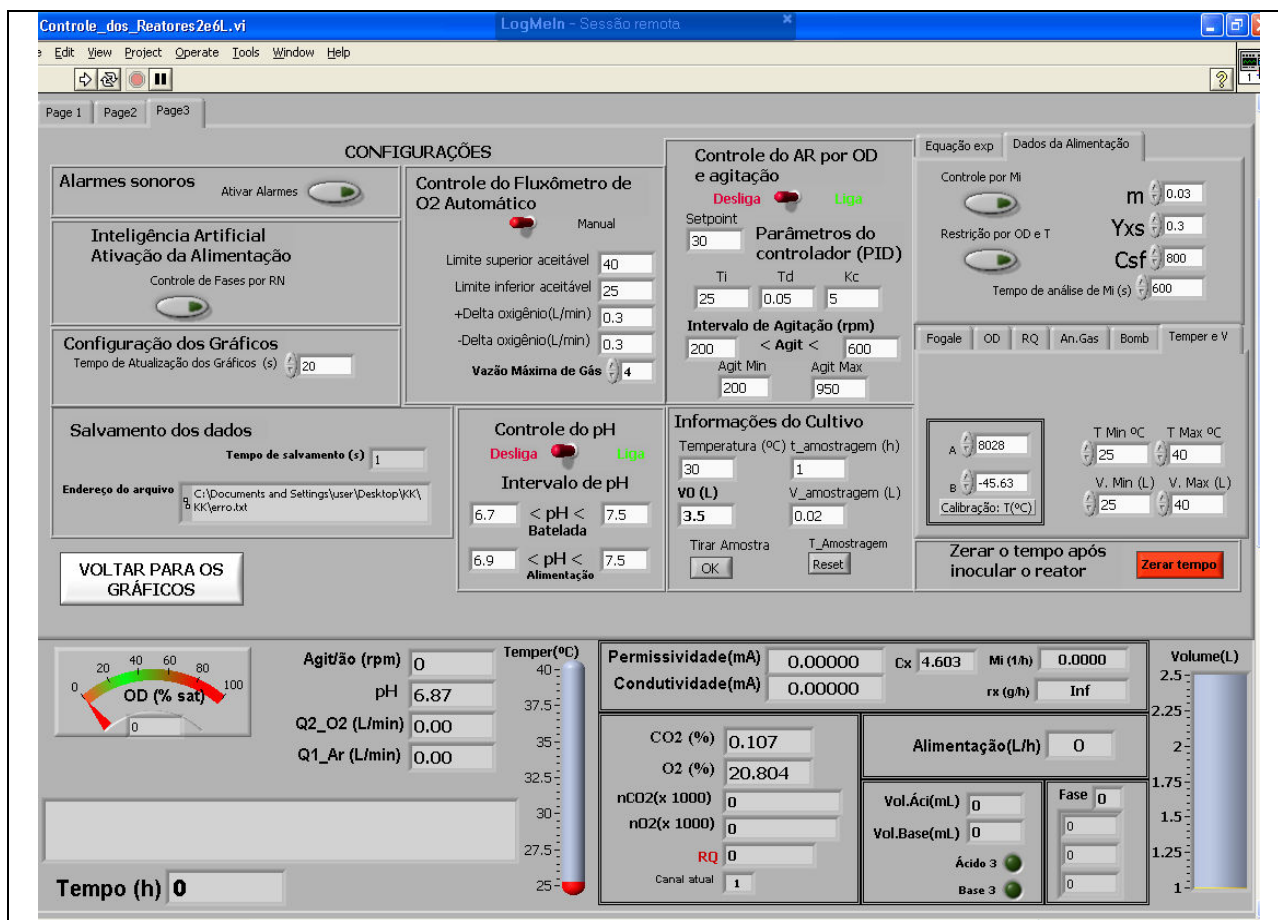 Controle_dos_Reatores2e6L.vi
LogMeIn - Sessão remota
Edit View Project Operate Tools Window Help
Page 1 Page2 Page3
CONFIGURAÇÕES
Alarmes sonoros
Ativar Alarmes
Inteligência Artificial
Ativação da Alimentação
Controle de Fases por RN
Configuração dos Gráficos
Tempo de Atualização dos Gráficos (s) 20
Controle do Fluxômetro de
O2 Automático
Manual
Limite superior aceitável 40
Limite inferior aceitável 25
+Delta oxigênio(L/min) 0.3
-Delta oxigênio(L/min) 0.3
Vazão Máxima de Gás 4
Controle do AR por OD
e agitação
Desliga Liga
Setpoint
30
Parâmetros do
controlador (PID)
Ti Td Kc
25 0.05 5
Intervalo de Agitação (rpm)
200 < Agit < 600
Agit Min Agit Max
200 950
Equação exp Dados da Alimentação
Controle por Mi
m 0.03
Restrição por OD e T
Yxs 0.3
Csf 800
Tempo de análise de Mi (s) 600
Fogale OD RQ An.Gas Bomb Temper e V
A 8028
B -45.63
Calibração: T(ºC)
T Min ºC T Max ºC
25 40
V. Min (L) V. Max (L)
25 40
Salvamento dos dados
Tempo de salvamento (s) 1
Endereço do arquivo
C:\Documents and Settings\user\Desktop\KK\
KK\erro.txt
Controle do pH
Desliga Liga
Intervalo de pH
6.7 < pH < 7.5
Batelada
6.9 < pH < 7.5
Alimentação
Informações do Cultivo
Temperatura (ºC) t_amostragem (h)
30 1
V0 (L) V_amostragem (L)
3.5 0.02
Tirar Amostra T_Amostragem
OK Reset
Zerar o tempo após
inocular o reator
Zerar tempo
VOLTAR PARA OS
GRÁFICOS
0 20 40 60 80 100
OD (% sat)
0
Agit/ão (rpm) 0
pH 6.87
Q2_O2 (L/min) 0.00
Q1_Ar (L/min) 0.00
Tempo (h) 0
Temper(ºC)
40
37.5
35
32.5
30
27.5
25
Permissividade(mA) 0.00000
Condutividade(mA) 0.00000
Cx 4.603
Mi (1/h) 0.0000
rx (g/h) Inf
CO2 (%) 0.107
O2 (%) 20.804
nCO2(x 1000) 0
nO2(x 1000) 0
RQ 0
Canal atual 1
Alimentação(L/h) 0
Vol.Áci(mL) 0
Vol.Base(mL) 0
Ácido 3
Base 3
Fase 0
0
0
0
Volume(L)
2.5
2.25
2
1.75
1.5
1.25
1